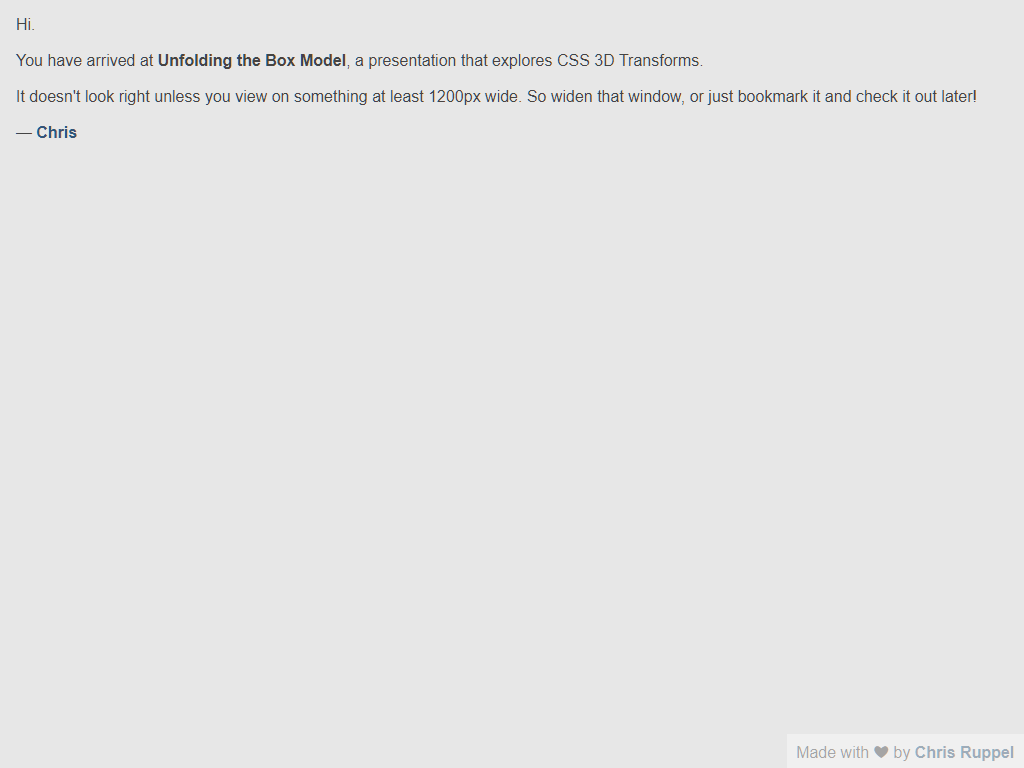 Hi.
You have arrived at Unfolding the Box Model, a presentation that explores CSS 3D Transforms.
It doesn't look right unless you view on something at least 1200px wide. So widen that window, or just bookmark it and check it out later!
— Chris
Made with ♥ by Chris Ruppel